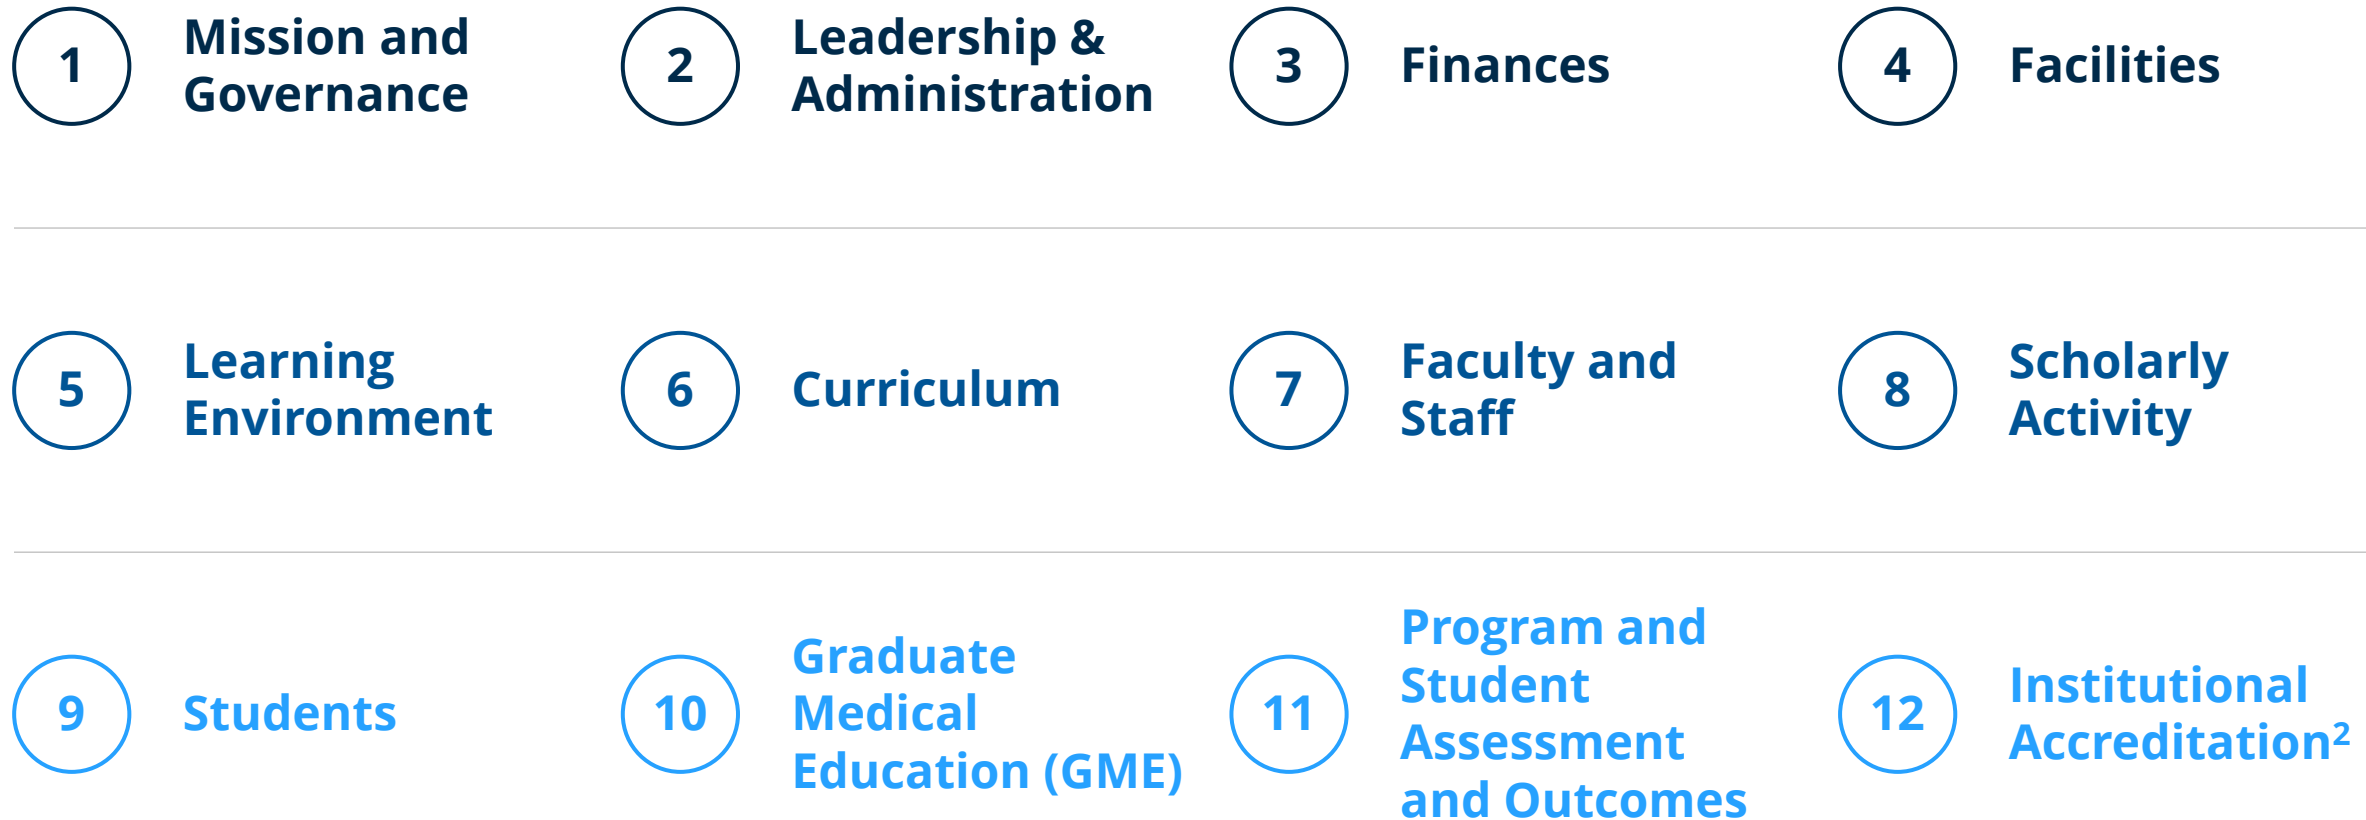 1
Mission and
Governance
2
Leadership &
Administration
3
Finances
4
Facilities
5
Learning
Environment
6
Curriculum
7
Faculty and
Staff
8
Scholarly
Activity
9
Students
10
Graduate
Medical
Education (GME)
11
Program and
Student
Assessment
and Outcomes
12
Institutional
Accreditation²